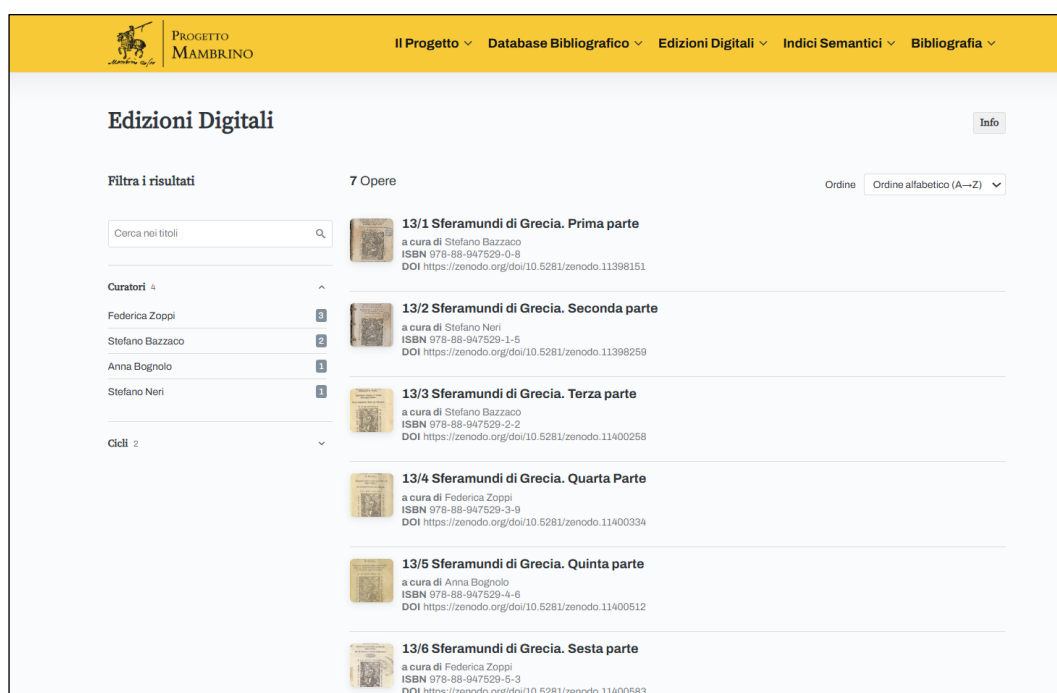 PROGETTO
MAMBRINO
Il Progetto
Database Bibliografico
Edizioni Digitali
Indici Semantici
Bibliografia
Edizioni Digitali
Info
Filtra i risultati
7 Opere
Ordine
Ordine alfabetico (A→Z)
Cerca nei titoli
Curatori 4
Federica Zoppi 3
Stefano Bazzaco 2
Anna Bognolo 1
Stefano Neri 1
Cicli 2
13/1 Sferamundi di Grecia. Prima parte
a cura di Stefano Bazzaco
ISBN 978-88-947529-0-8
DOI https://zenodo.org/doi/10.5281/zenodo.11398151
13/2 Sferamundi di Grecia. Seconda parte
a cura di Stefano Neri
ISBN 978-88-947529-1-5
DOI https://zenodo.org/doi/10.5281/zenodo.11398259
13/3 Sferamundi di Grecia. Terza parte
a cura di Stefano Bazzaco
ISBN 978-88-947529-2-2
DOI https://zenodo.org/doi/10.5281/zenodo.11400258
13/4 Sferamundi di Grecia. Quarta Parte
a cura di Federica Zoppi
ISBN 978-88-947529-3-9
DOI https://zenodo.org/doi/10.5281/zenodo.11400334
13/5 Sferamundi di Grecia. Quinta parte
a cura di Anna Bognolo
ISBN 978-88-947529-4-6
DOI https://zenodo.org/doi/10.5281/zenodo.11400512
13/6 Sferamundi di Grecia. Sesta parte
a cura di Federica Zoppi
ISBN 978-88-947529-5-3
DOI https://zenodo.org/doi/10.5281/zenodo.11400583